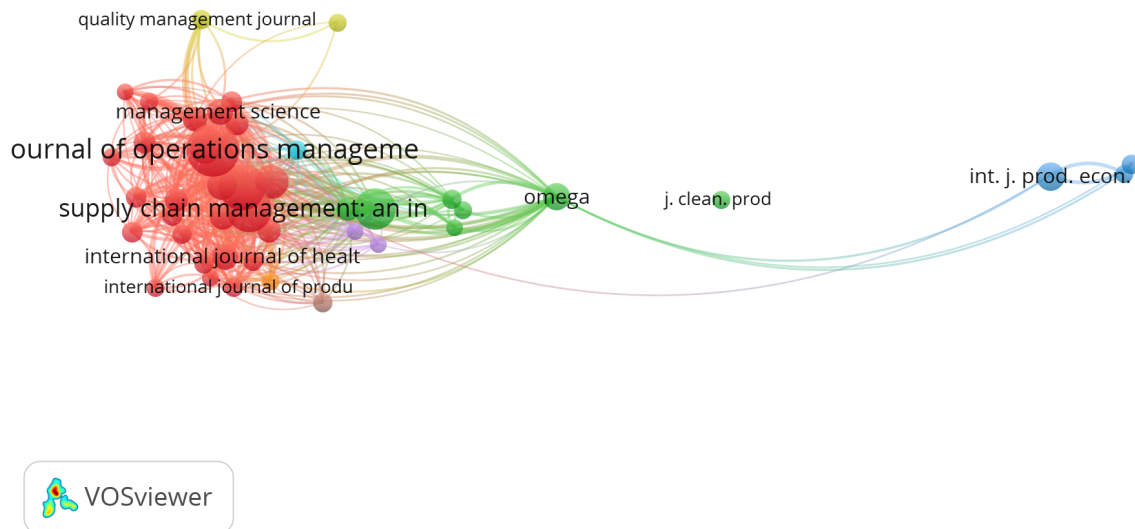 quality management journal
management science
ournal of operations manageme
int. j. prod. econ.
omega
j. clean. prod
supply chain management: an in
international journal of healt
international journal of produ
VOSviewer